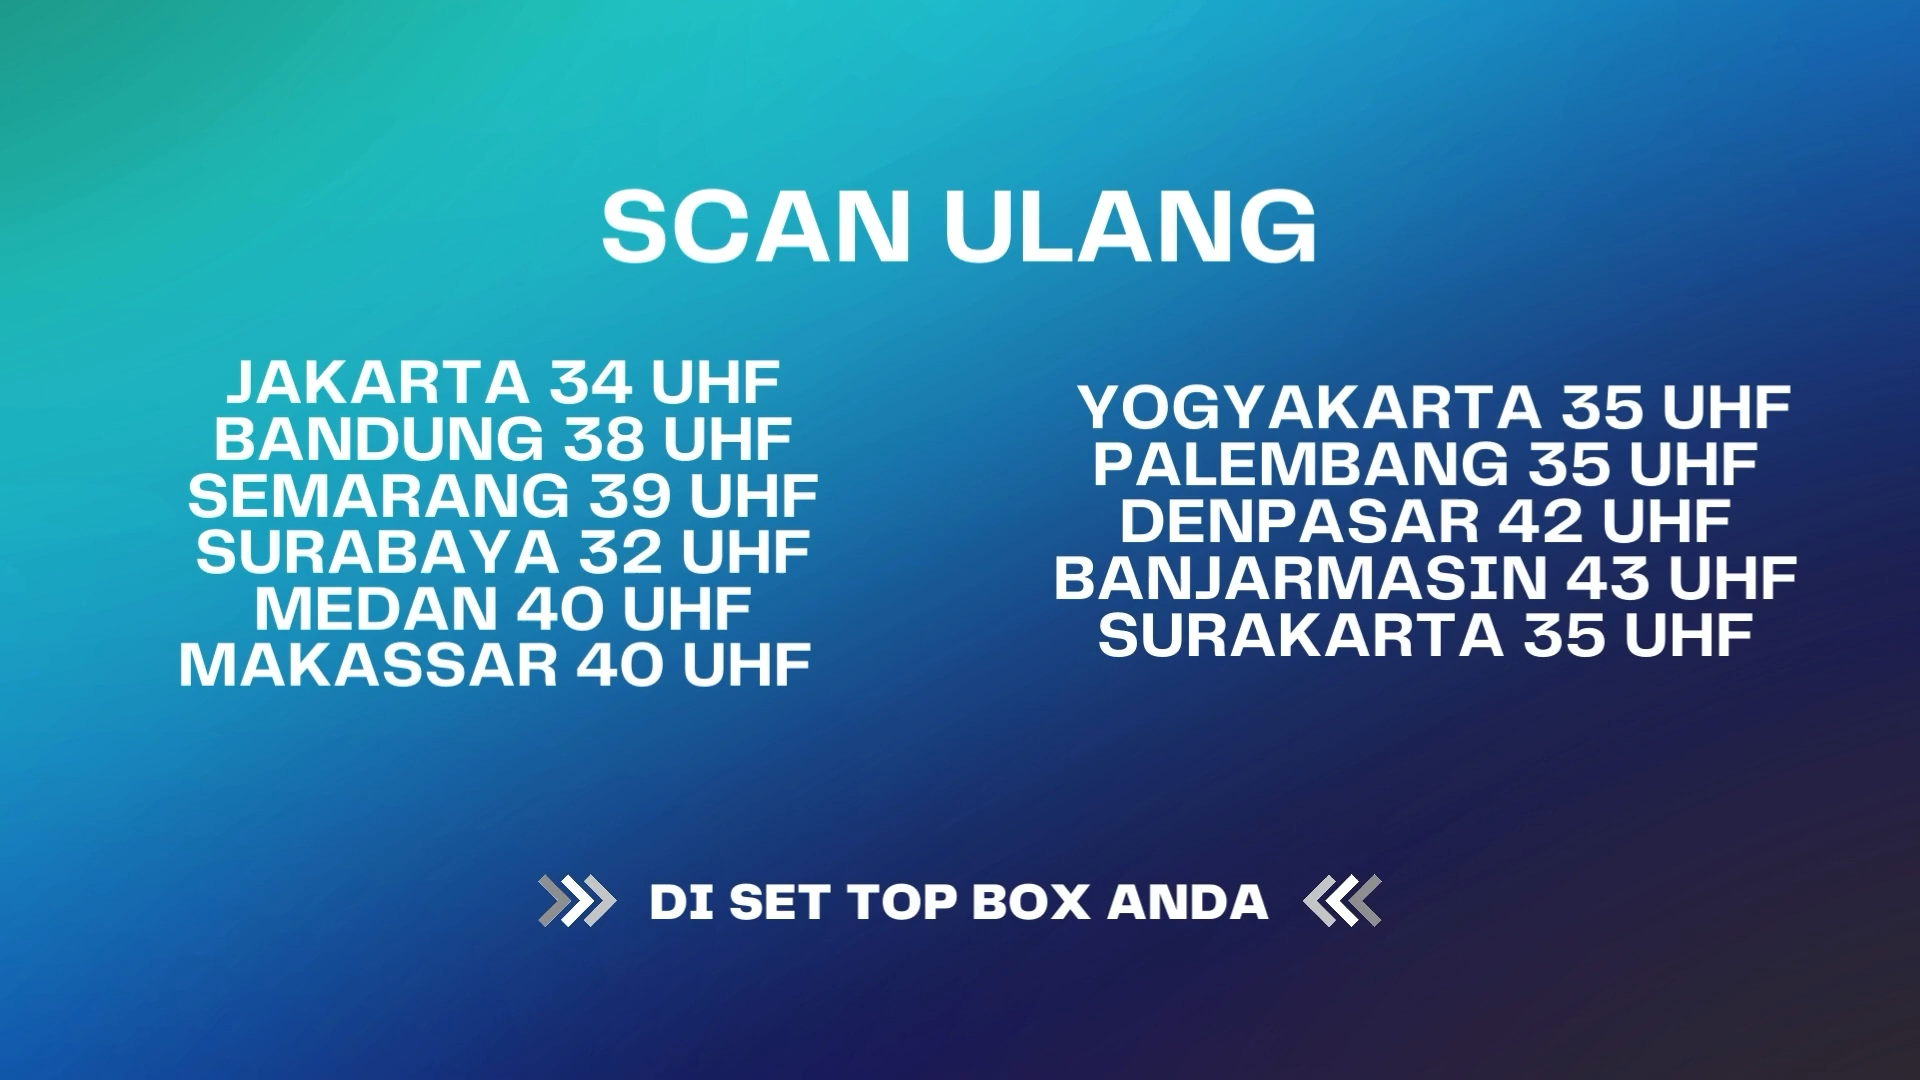 SCAN ULANG
JAKARTA 34 UHF
BANDUNG 38 UHF
SEMARANG 39 UHF
SURABAYA 32 UHF
MEDAN 40 UHF
MAKASSAR 40 UHF
YOGYAKARTA 35 UHF
PALEMBANG 35 UHF
DENPASAR 42 UHF
BANJARMASIN 43 UHF
SURAKARTA 35 UHF
DI SET TOP BOX ANDA